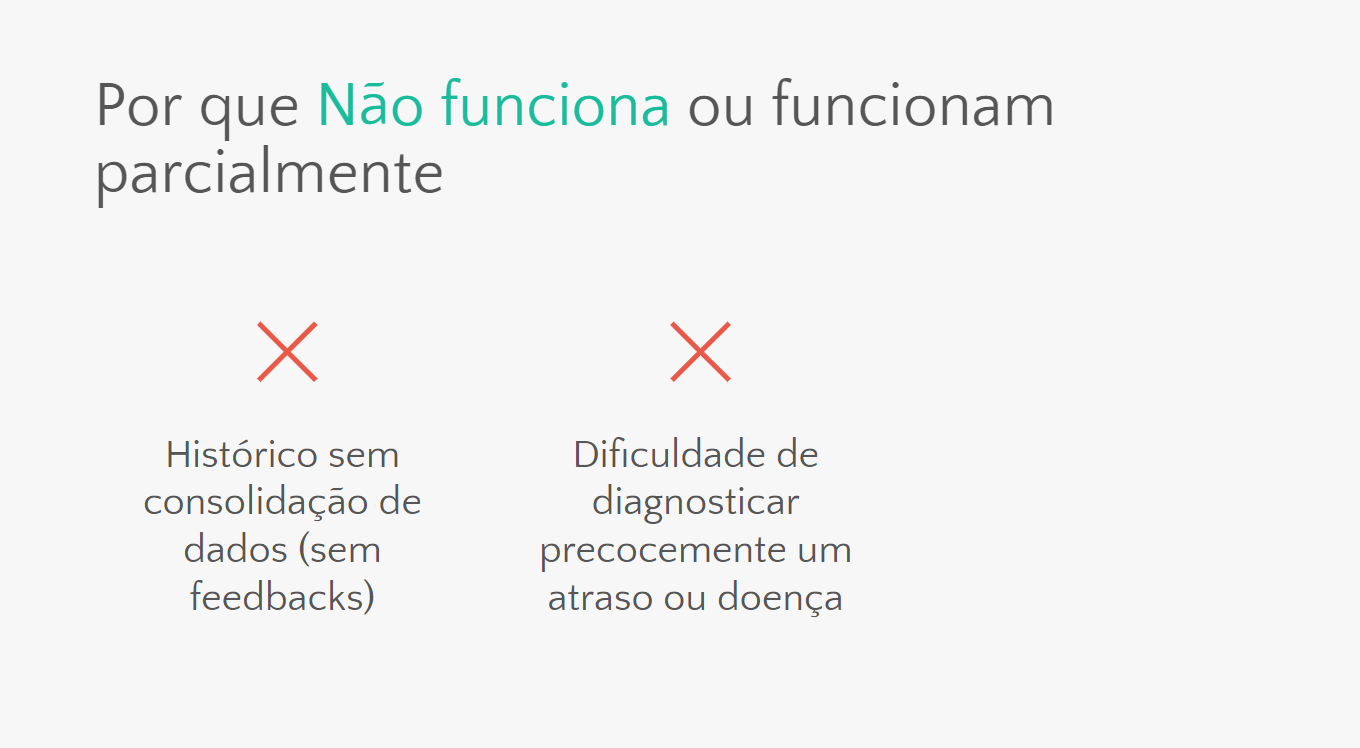 Por que Não funciona ou funcionam
parcialmente
Histórico sem
consolidação de
dados (sem
feedbacks)
Dificuldade de
diagnosticar
precocemente um
atraso ou doença